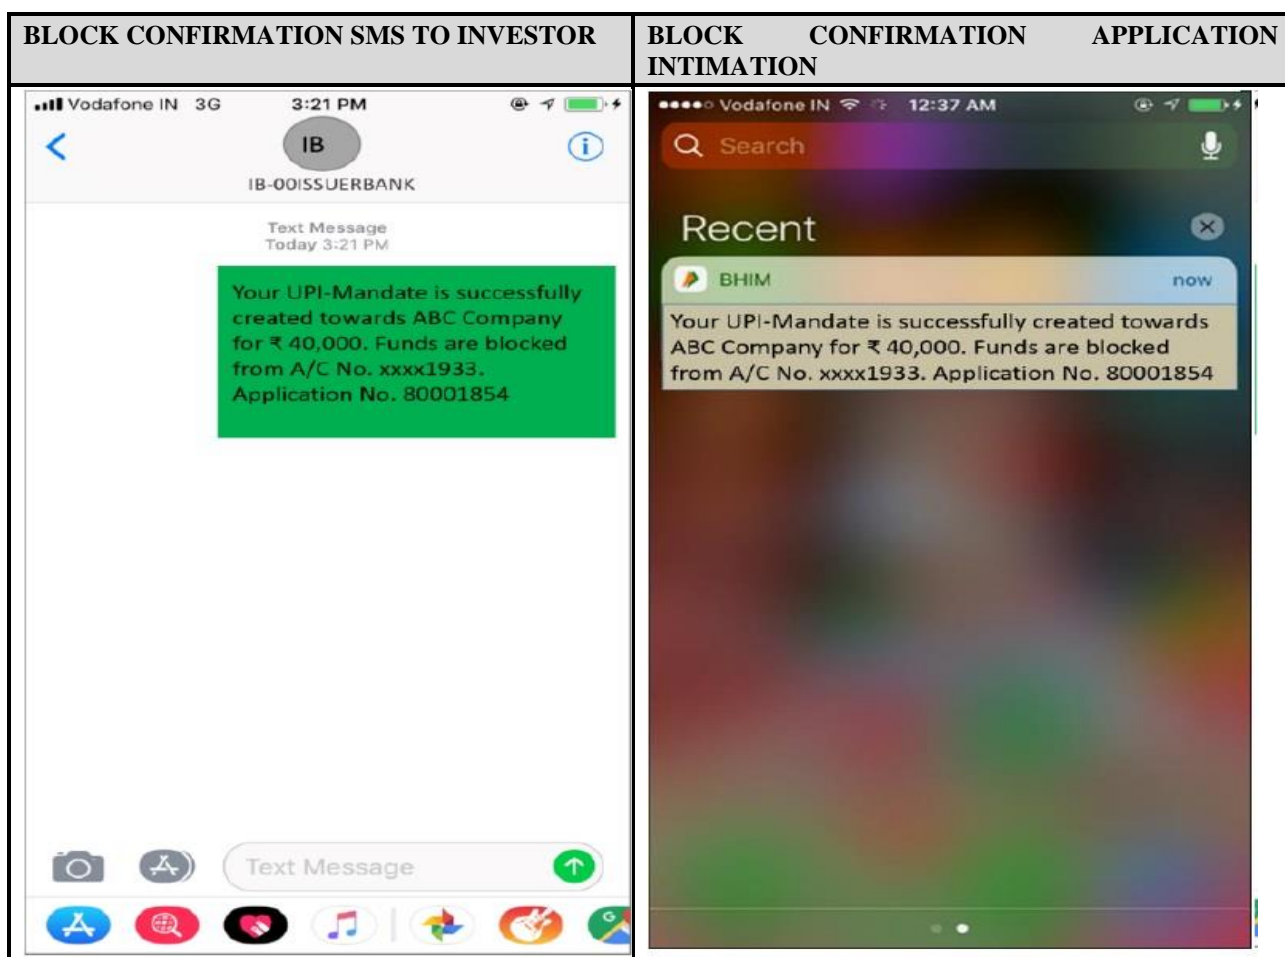 BLOCK CONFIRMATION SMS TO INVESTOR
BLOCK CONFIRMATION APPLICATION
INTIMATION
Vodafone IN 3G 3:21 PM
IB
IB-00ISSUERBANK
Text Message
Today 3:21 PM
Your UPI-Mandate is successfully
created towards ABC Company
for ₹ 40,000. Funds are blocked
from A/C No. xxxx1933.
Application No. 80001854
Text Message
Vodafone IN 12:37 AM
Search
Recent
BHIM now
Your UPI-Mandate is successfully created towards
ABC Company for ₹ 40,000. Funds are blocked
from A/C No. xxxx1933. Application No. 80001854